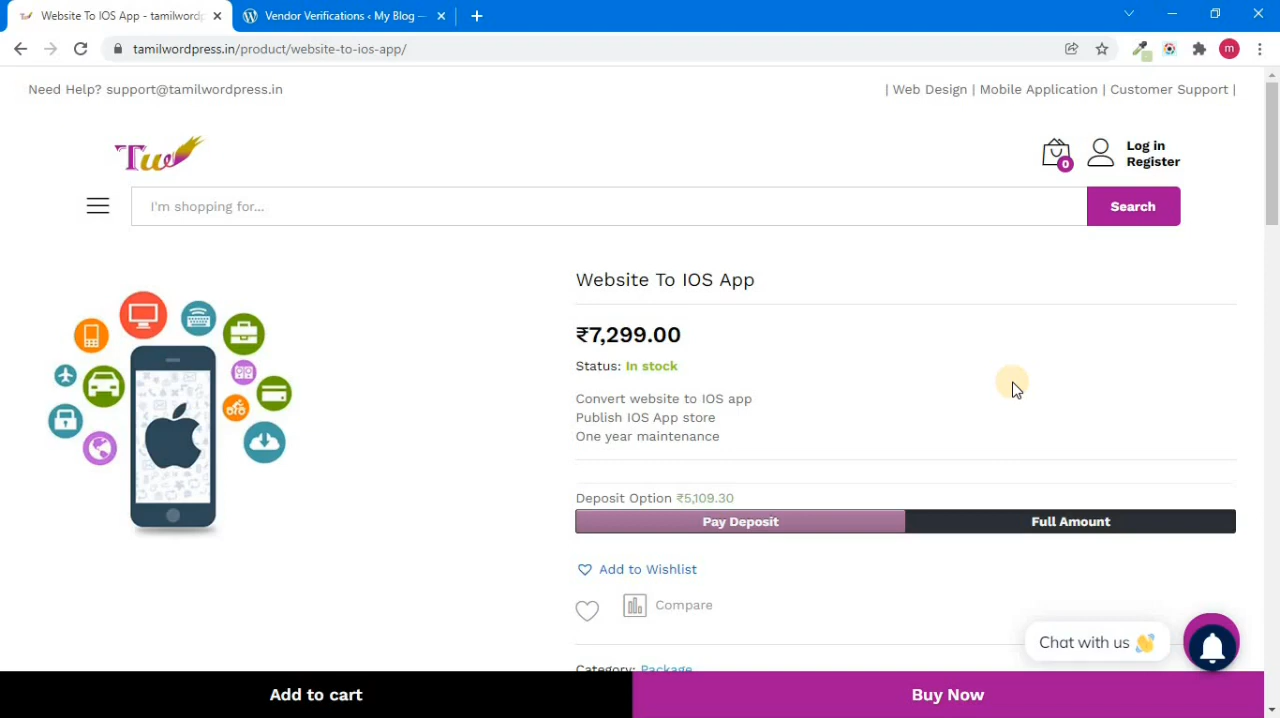 Website To IOS App - tamilwordp
Vendor Verifications ‹ My Blog —
tamilwordpress.in/product/website-to-ios-app/
m
Need Help? support@tamilwordpress.in
| Web Design | Mobile Application | Customer Support |
Tw
0
Log in
Register
I'm shopping for...
Search
Website To IOS App
₹7,299.00
Status: In stock
Convert website to IOS app
Publish IOS App store
One year maintenance
Deposit Option ₹5,109.30
Pay Deposit
Full Amount
Add to Wishlist
Compare
Chat with us 👋
Category: Package
Add to cart
Buy Now